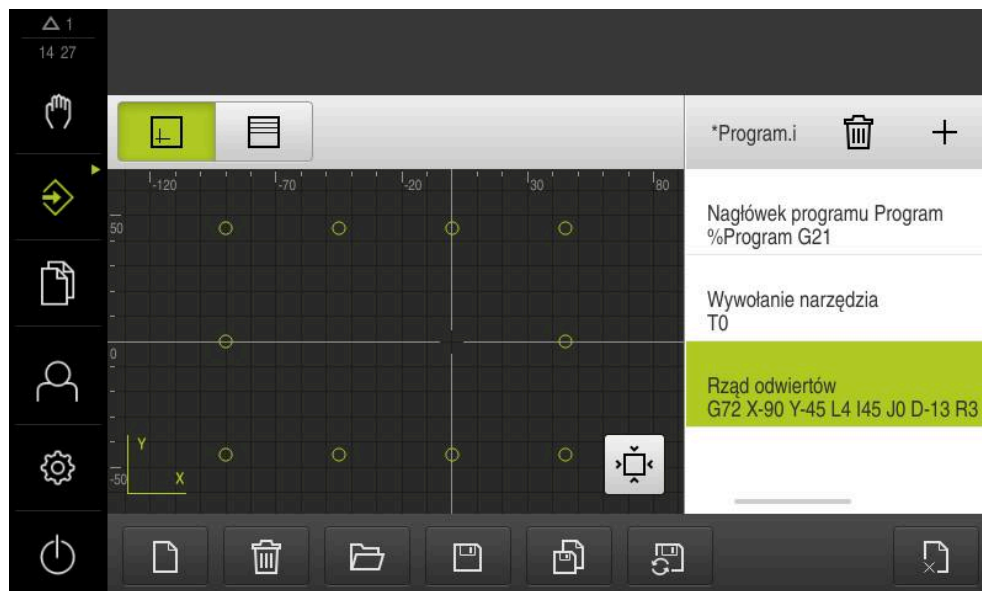 1
14 27
*Program.i
-120 -70 -20 30 80
50
0
-50
Y
X
Nagłówek programu Program
%Program G21
Wywołanie narzędzia
T0
Rząd odwiertów
G72 X-90 Y-45 L4 I45 J0 D-13 R3